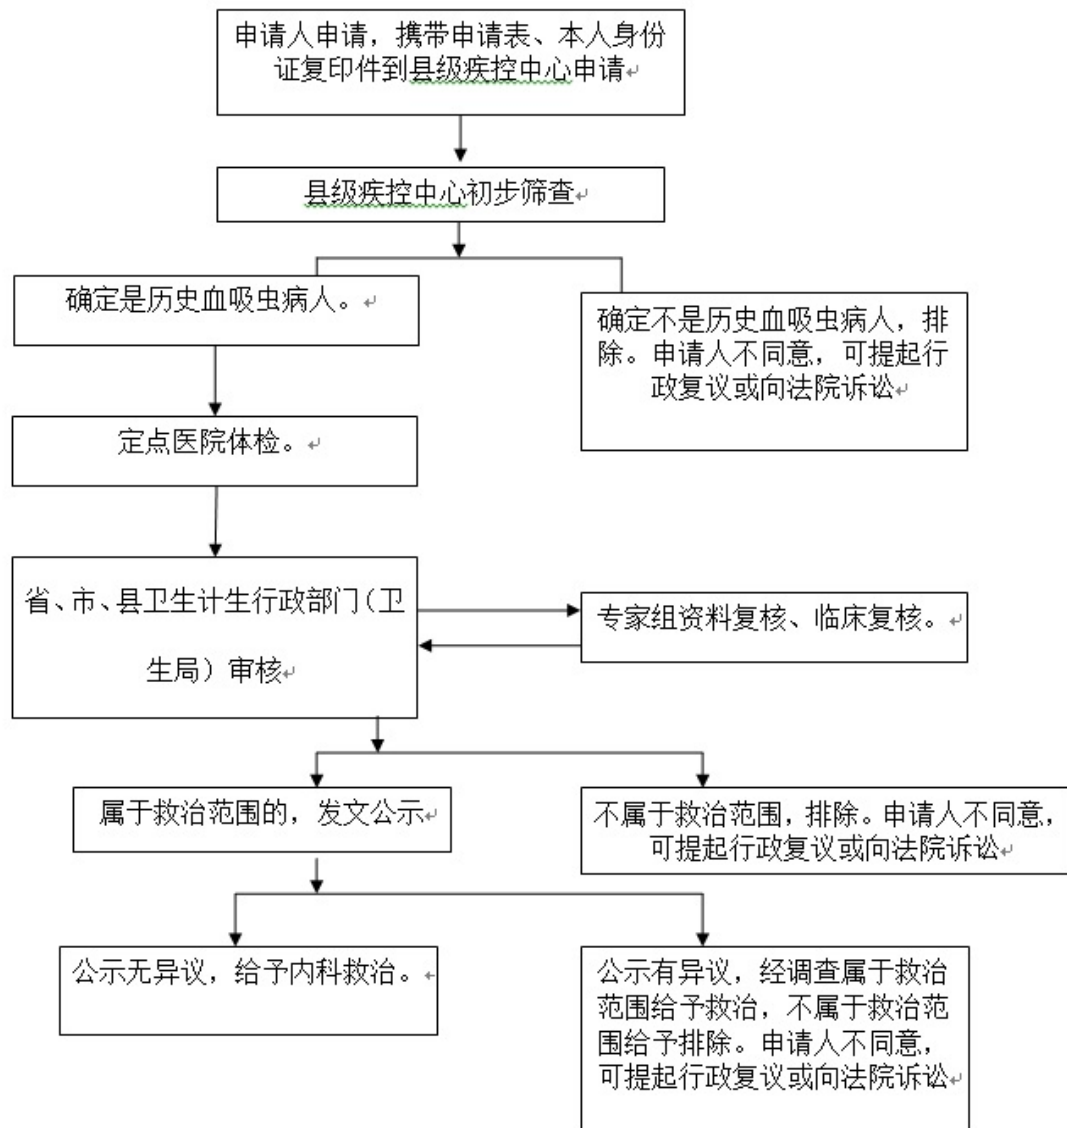 申请人申请，携带申请表、本人身份
证复印件到县级疾控中心申请↵
县级疾控中心初步筛查↵
确定是历史血吸虫病人。↵
确定不是历史血吸虫病人，排
除。申请人不同意，可提起行
政复议或向法院诉讼↵
定点医院体检。↵
省、市、县卫生计生行政部门（卫
生局）审核↵
专家组资料复核、临床复核。↵
属于救治范围的，发文公示↵
不属于救治范围，排除。申请人不同意，
可提起行政复议或向法院诉讼↵
公示无异议，给予内科救治。↵
公示有异议，经调查属于救治
范围给予救治，不属于救治范
围给予排除。申请人不同意，
可提起行政复议或向法院诉讼↵